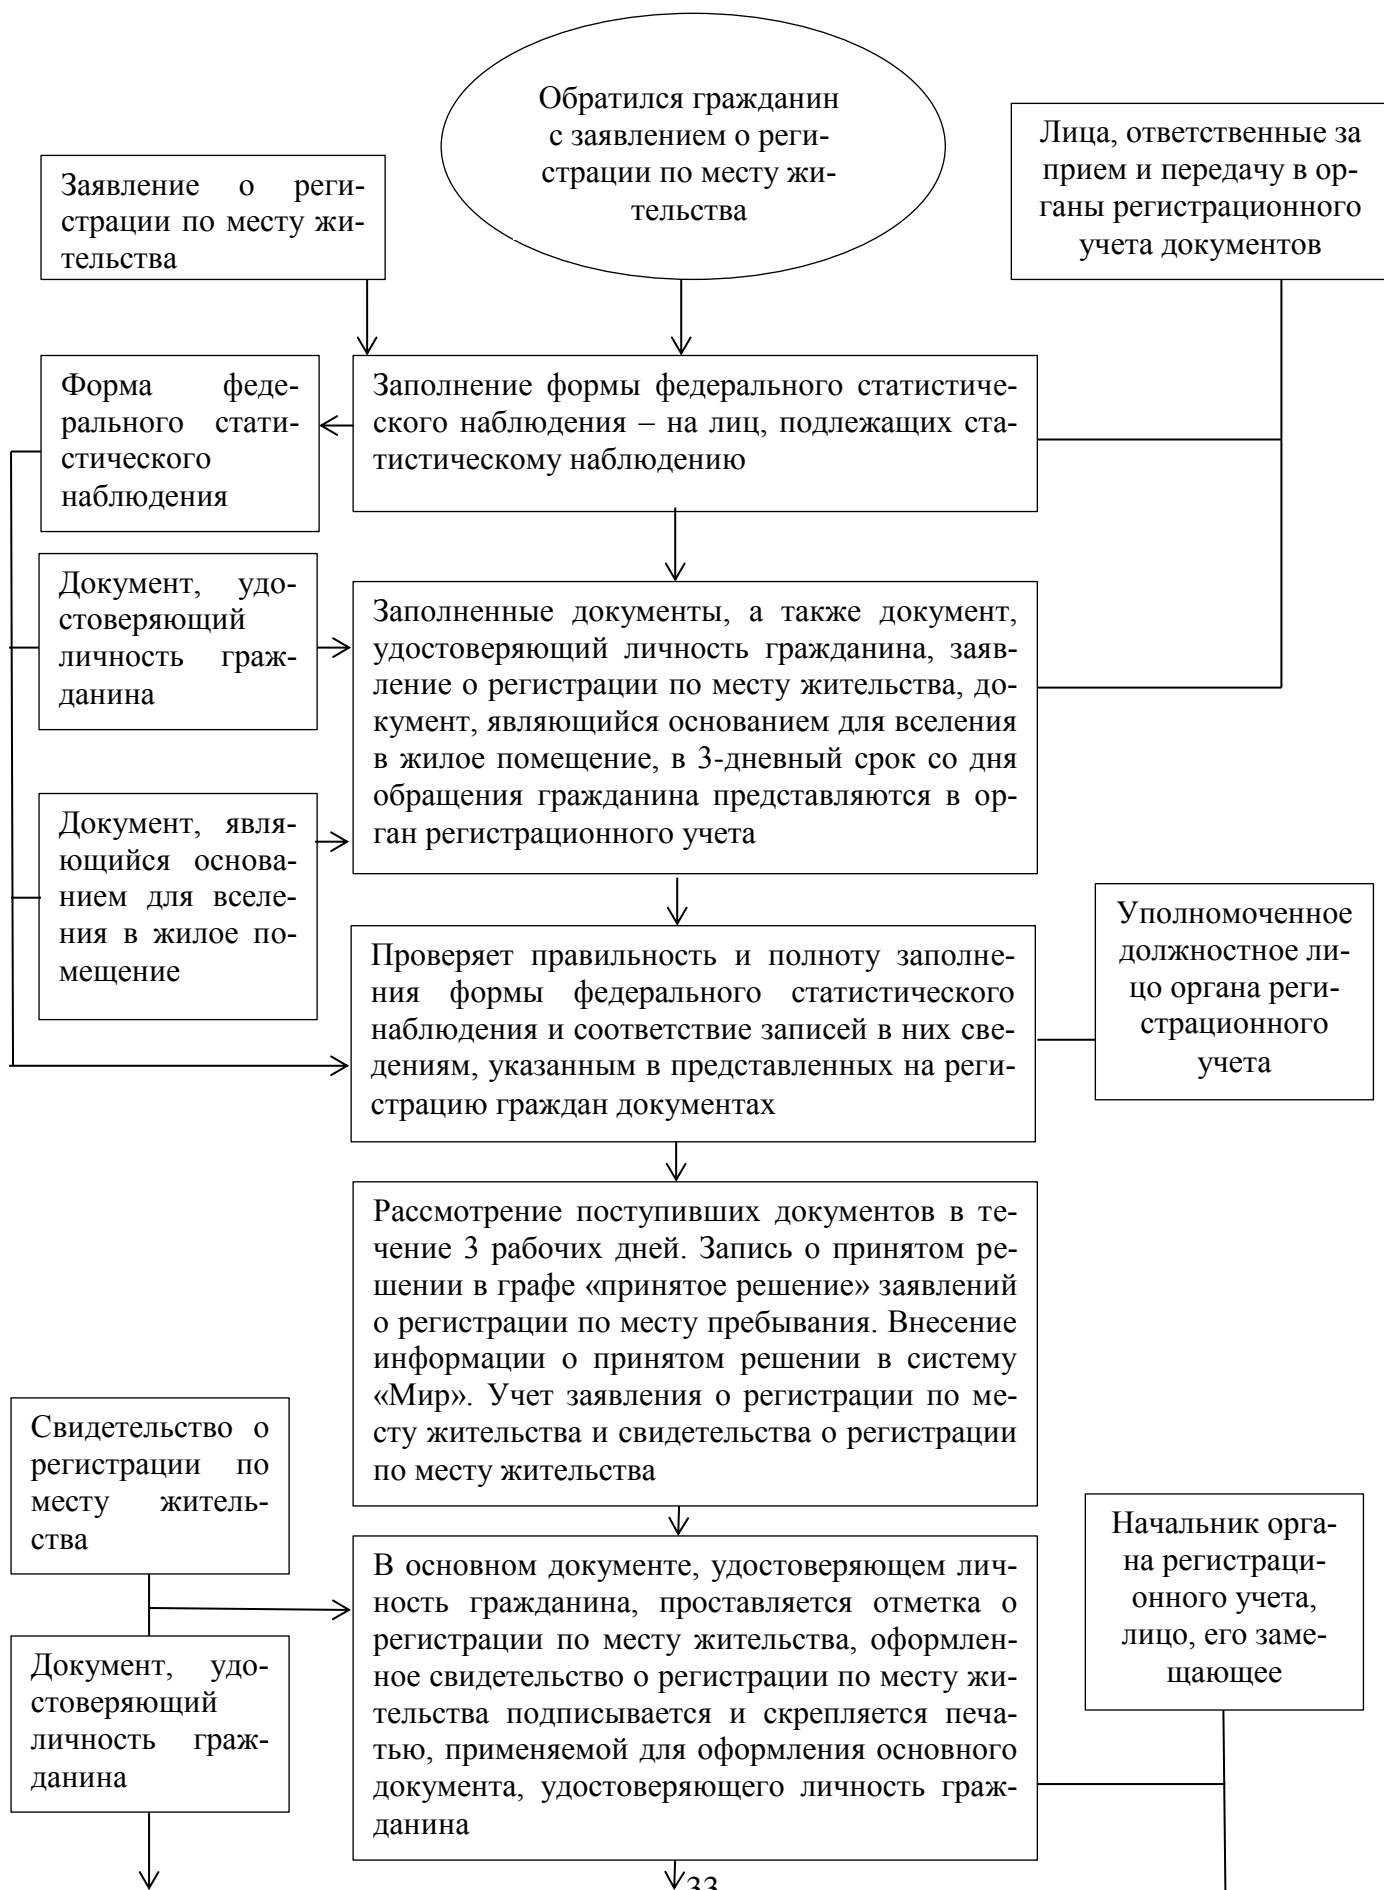 Обратился гражданин
с заявлением о реги-
страции по месту жи-
тельства
Лица, ответственные за
прием и передачу в ор-
ганы регистрационного
учета документов
Заявление о реги-
страции по месту жи-
тельства
Форма феде-
рального стати-
стического
наблюдения
Заполнение формы федерального статистиче-
ского наблюдения – на лиц, подлежащих ста-
тистическому наблюдению
Документ, удо-
стоверяющий
личность граж-
данина
Заполненные документы, а также документ,
удостоверяющий личность гражданина, заяв-
ление о регистрации по месту жительства, до-
кумент, являющийся основанием для вселения
в жилое помещение, в 3-дневный срок со дня
обращения гражданина представляются в ор-
ган регистрационного учета
Документ, явля-
ющийся основа-
нием для вселе-
ния в жилое по-
мещение
Проверяет правильность и полноту заполне-
ния формы федерального статистического
наблюдения и соответствие записей в них све-
дениям, указанным в представленных на реги-
страцию граждан документах
Уполномоченное
должностное ли-
цо органа реги-
страционного
учета
Рассмотрение поступивших документов в те-
чение 3 рабочих дней. Запись о принятом ре-
шении в графе «принятое решение» заявлений
о регистрации по месту пребывания. Внесение
информации о принятом решении в систему
«Мир». Учет заявления о регистрации по ме-
сту жительства и свидетельства о регистрации
по месту жительства
Свидетельство о
регистрации по
месту житель-
ства
Начальник орга-
на регистраци-
онного учета,
лицо, его заме-
щающее
В основном документе, удостоверяющем лич-
ность гражданина, проставляется отметка о
регистрации по месту жительства, оформлен-
ное свидетельство о регистрации по месту жи-
тельства подписывается и скрепляется печа-
тью, применяемой для оформления основного
документа, удостоверяющего личность граж-
данина
Документ, удо-
стоверяющий
личность граж-
данина
33